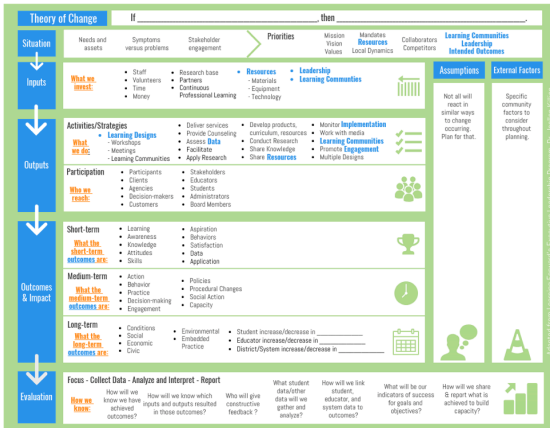 Theory of Change
If ____________________, then ____________________
Situation
Needs and assets
Symptoms versus problems
Stakeholder engagement
Priorities
Mission
Vision
Values
Mandates
Resources
Local Dynamics
Collaborators
Competitors
Learning Communities
Leadership
Intended Outcomes
Inputs
What we invest:
• Staff
• Volunteers
• Time
• Money
• Research base
• Partners
• Continuous Professional Learning
• Resources
- Materials
- Equipment
- Technology
• Leadership
• Learning Communties
Assumptions
Not all will react in similar ways to change occurring. Plan for that.
External Factors
Specific community factors to consider throughout planning.
Outputs
Activities/Strategies
What we do:
• Learning Designs
- Workshops
- Meetings
- Learning Communities
• Deliver services
• Provide Counseling
• Assess Data
• Facilitate
• Apply Research
• Develop products, curriculum, resources
• Conduct Research
• Share Knowledge
• Share Resources
• Monitor Implementation
• Work with media
• Learning Communities
• Promote Engagement
• Multiple Designs
Participation
Who we reach:
• Participants
• Clients
• Agencies
• Decision-makers
• Customers
• Stakeholders
• Educators
• Students
• Administrators
• Board Members
Outcomes & Impact
Short-term
What the short-term outcomes are:
• Learning
• Awareness
• Knowledge
• Attitudes
• Skills
• Aspiration
• Behaviors
• Satisfaction
• Data
• Application
Medium-term
What the medium-term outcomes are:
• Action
• Behavior
• Practice
• Decision-making
• Engagement
• Policies
• Procedural Changes
• Social Action
• Capacity
Long-term
What the long-term outcomes are:
• Conditions
• Social
• Economic
• Civic
• Environmental
• Embedded Practice
• Student increase/decrease in ____________
• Educator increase/decrease in ____________
• District/System increase/decrease in ____________
Evaluation
Focus - Collect Data - Analyze and Interpret - Report
How we know:
How will we know we have achieved outcomes?
How will we know which inputs and outputs resulted in those outcomes?
Who will give constructive feedback ?
What student data/other data will we gather and analyze?
How will we link student, educator, and system data to outcomes?
What will be our indicators of success for goals and objectives?
How will we share & report what is achieved to build capacity?